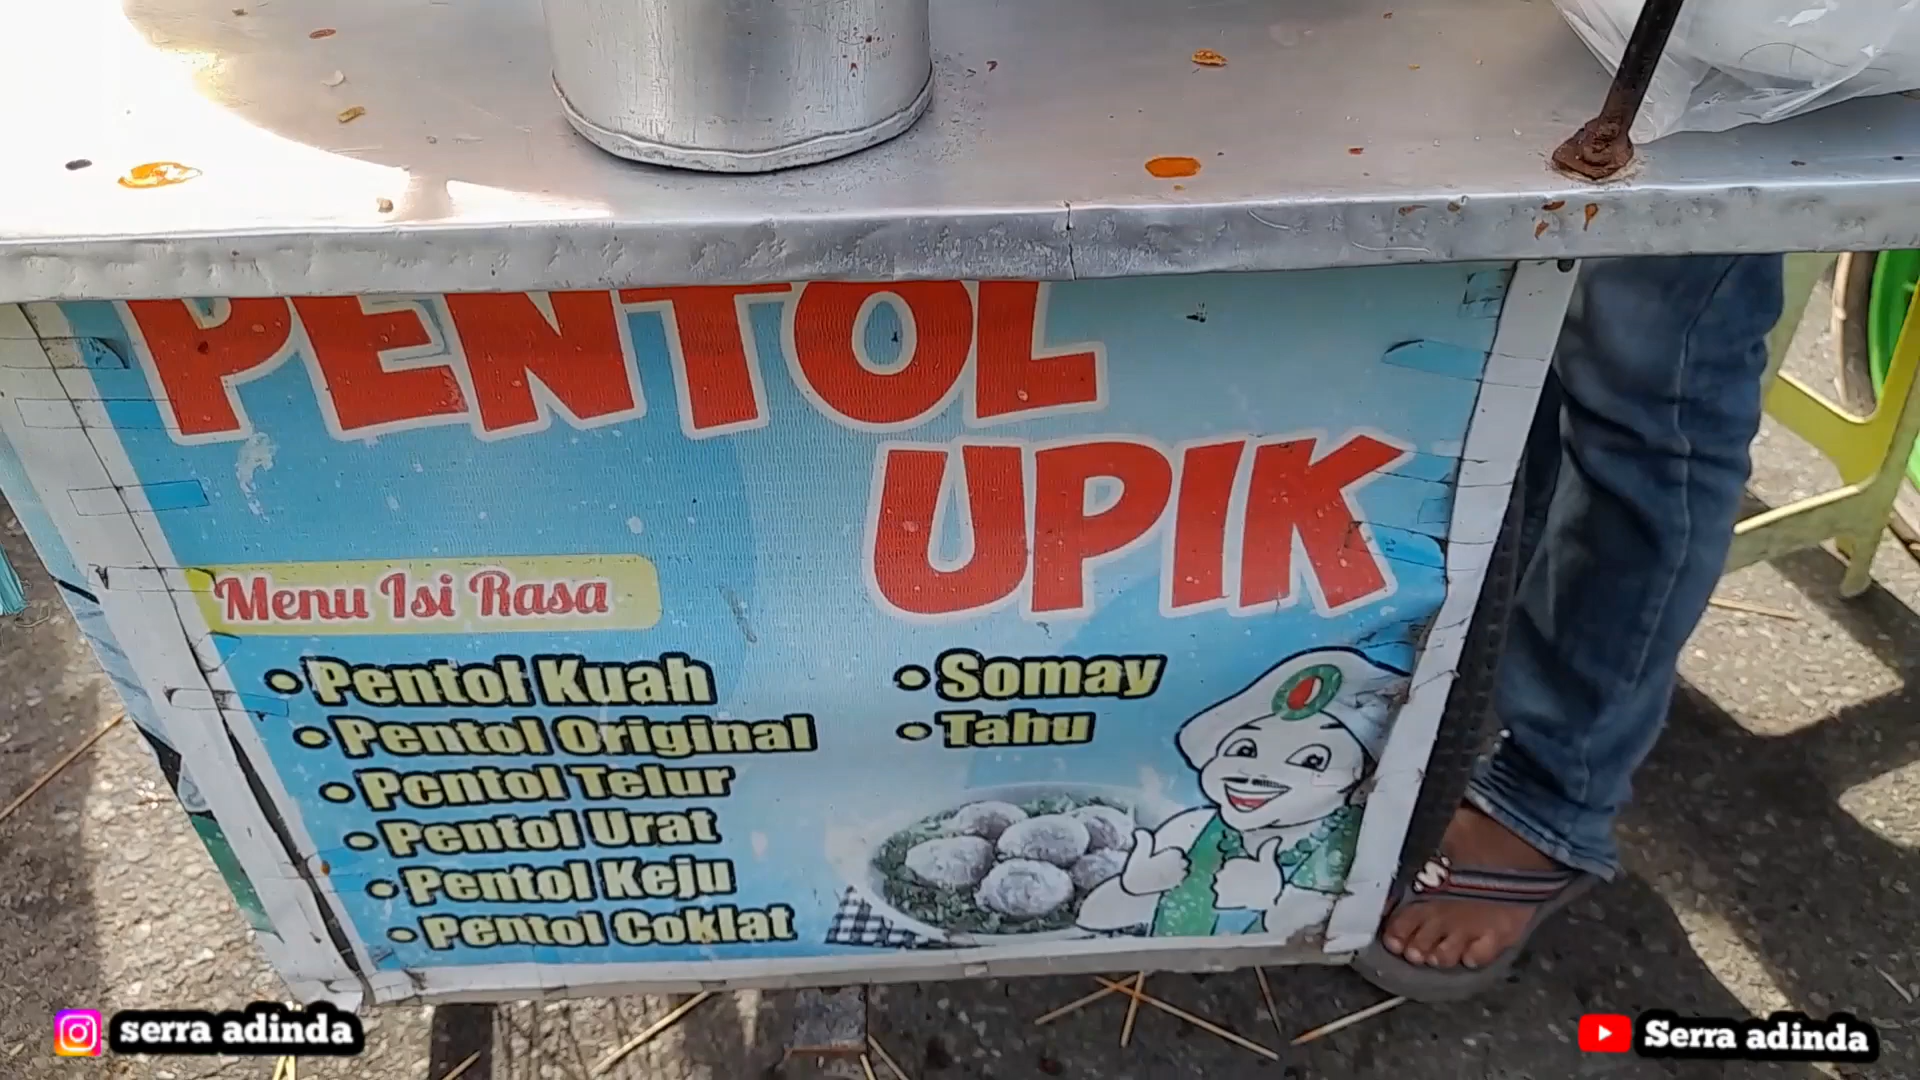 PENTOL
UPIK
Menu Isi Rasa
• Pentol Kuah
• Pentol Original
• Pentol Telur
• Pentol Urat
• Pentol Keju
• Pentol Coklat
• Somay
• Tahu
serra adinda
Serra adinda